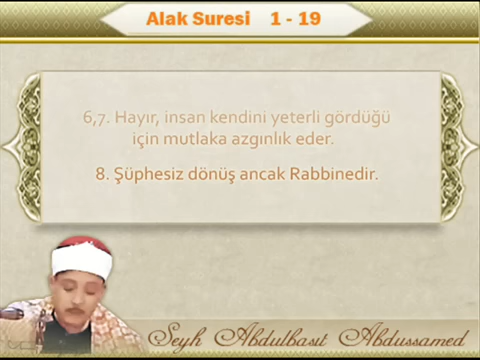 Alak Suresi 1 - 19
6,7. Hayır, insan kendini yeterli gördüğü
için mutlaka azgınlık eder.
8. Şüphesiz dönüş ancak Rabbinedir.
Şeyh Abdulbasıt Abdussamed